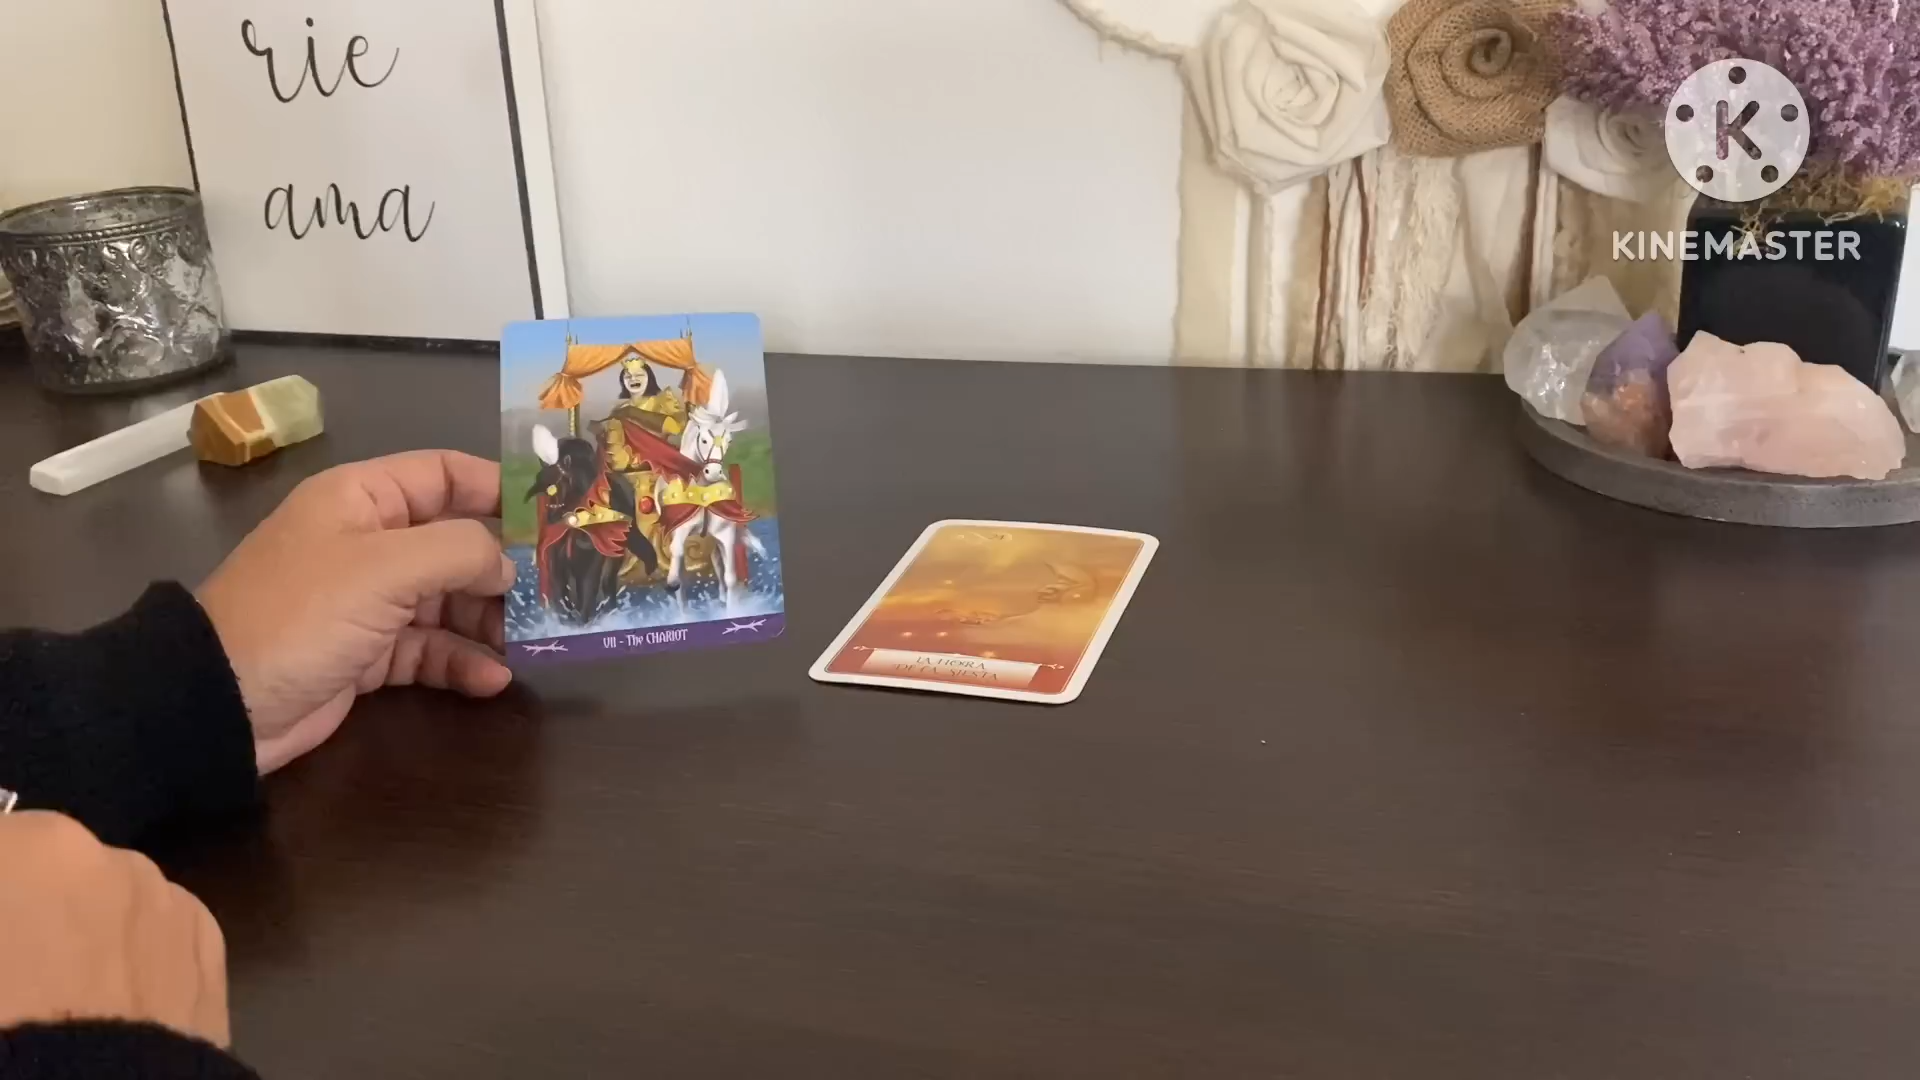 rie
ama
K
KINEMASTER
VII - The CHARIOT
LA HORA
DE LA SIESTA